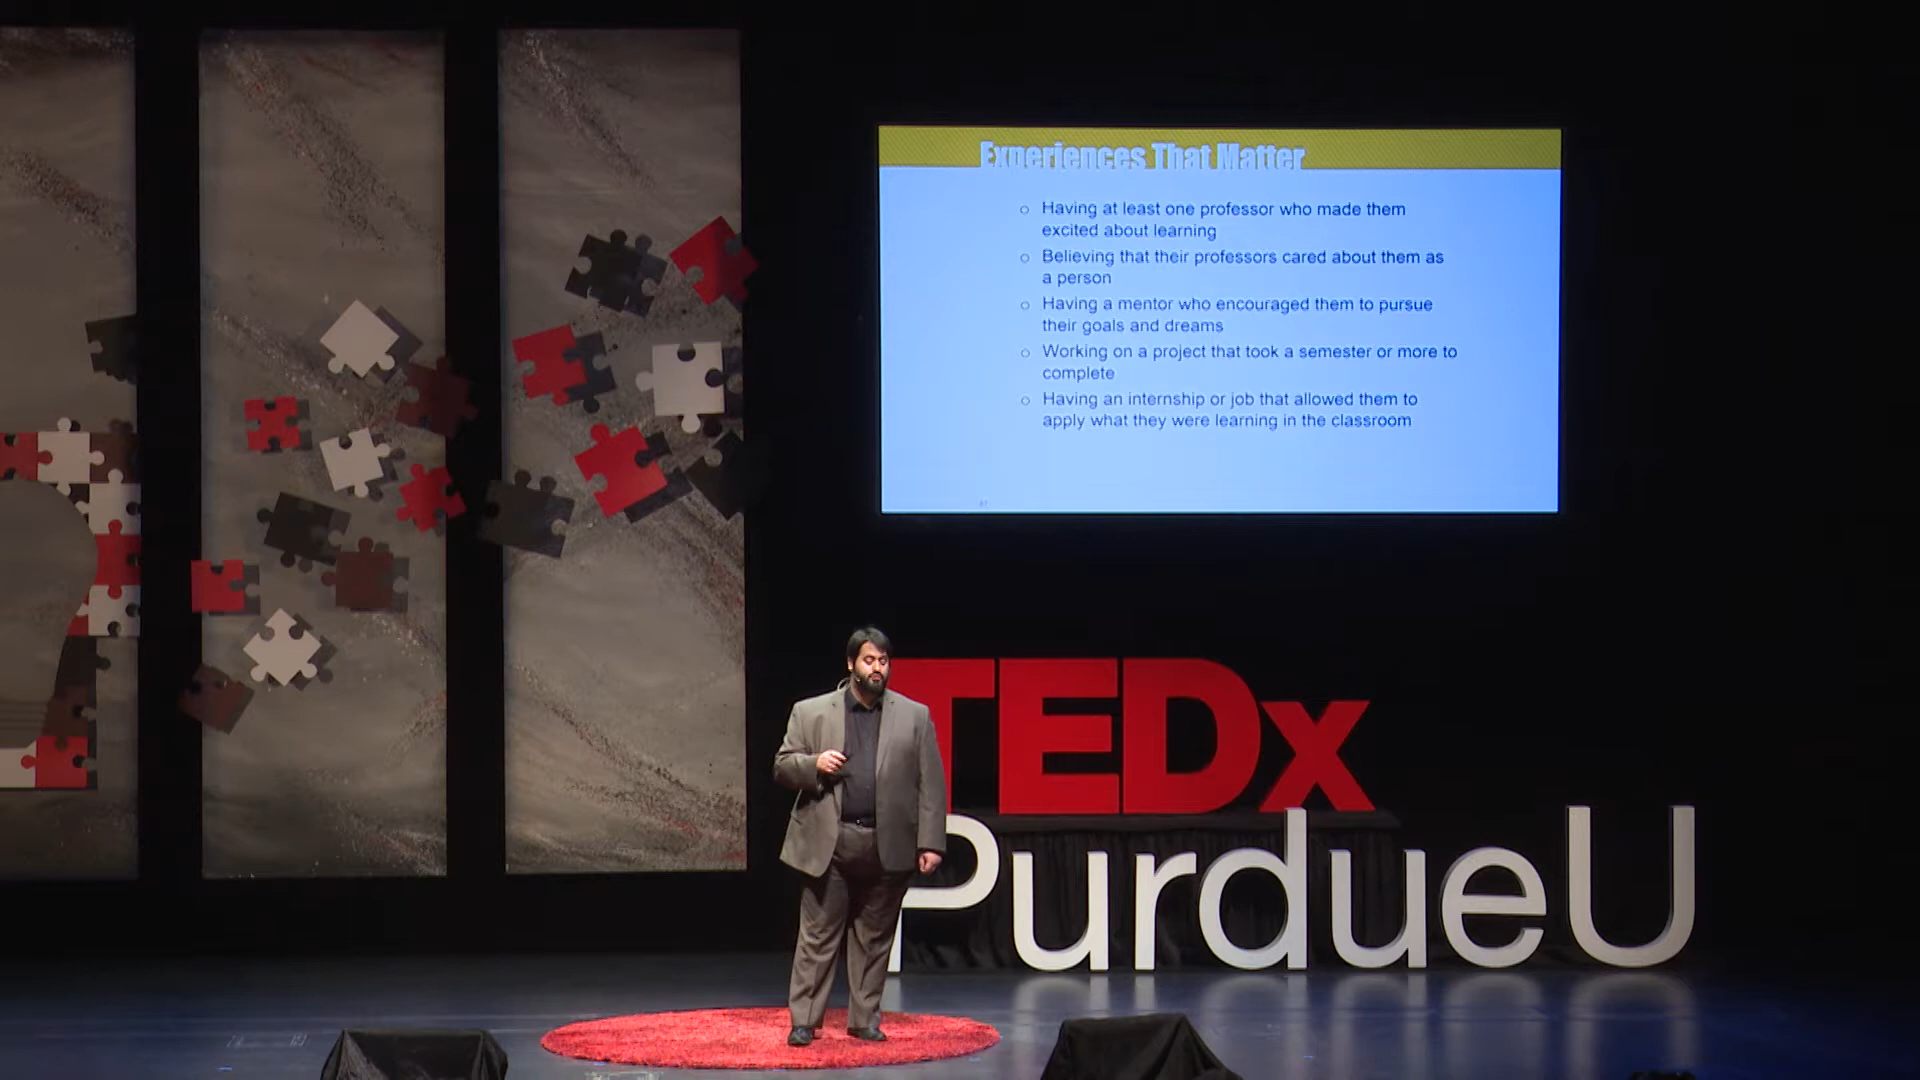 Experiences That Matter
○ Having at least one professor who made them
excited about learning
○ Believing that their professors cared about them as
a person
○ Having a mentor who encouraged them to pursue
their goals and dreams
○ Working on a project that took a semester or more to
complete
○ Having an internship or job that allowed them to
apply what they were learning in the classroom
TEDx
PurdueU